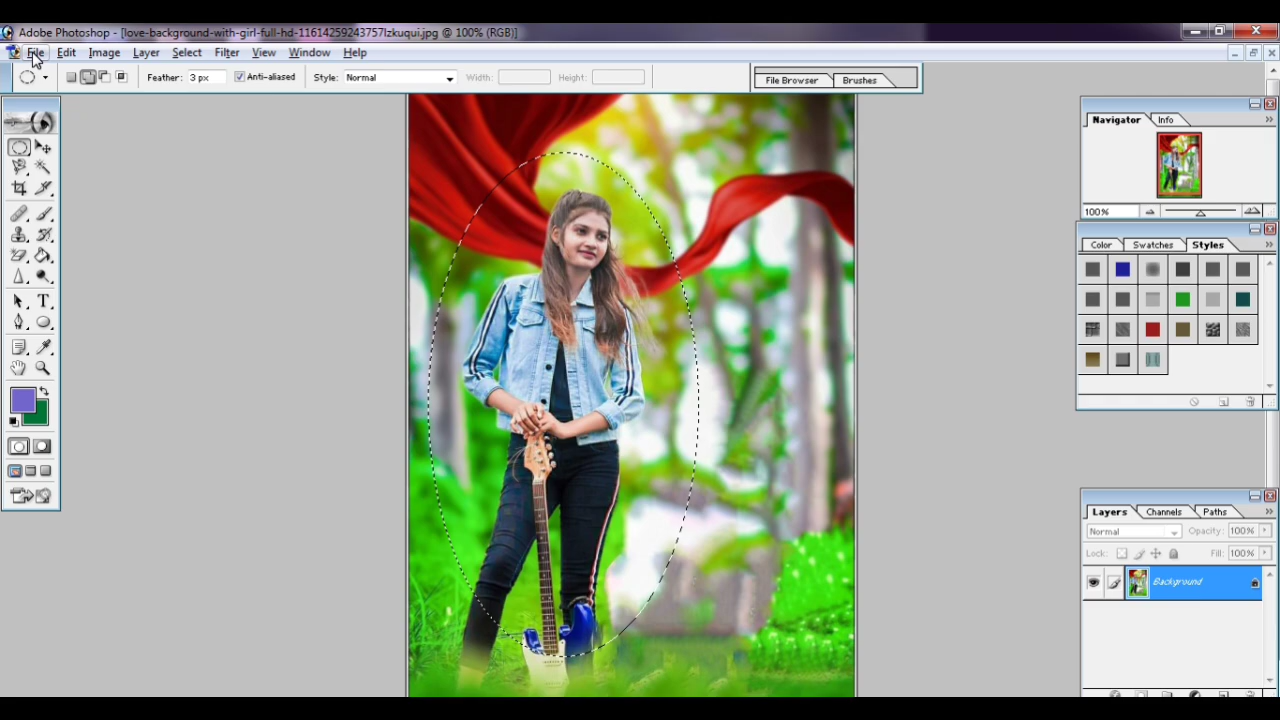 Adobe Photoshop - [love-background-with-girl-full-hd-11614259243757lzkuqui.jpg @ 100% (RGB)]
File Edit Image Layer Select Filter View Window Help
Feather: 3 px Anti-aliased Style: Normal Width: Height: File Browser Brushes
Navigator Info
100%
Color Swatches Styles
Layers Channels Paths
Normal Opacity: 100%
Lock: Fill: 100%
Background